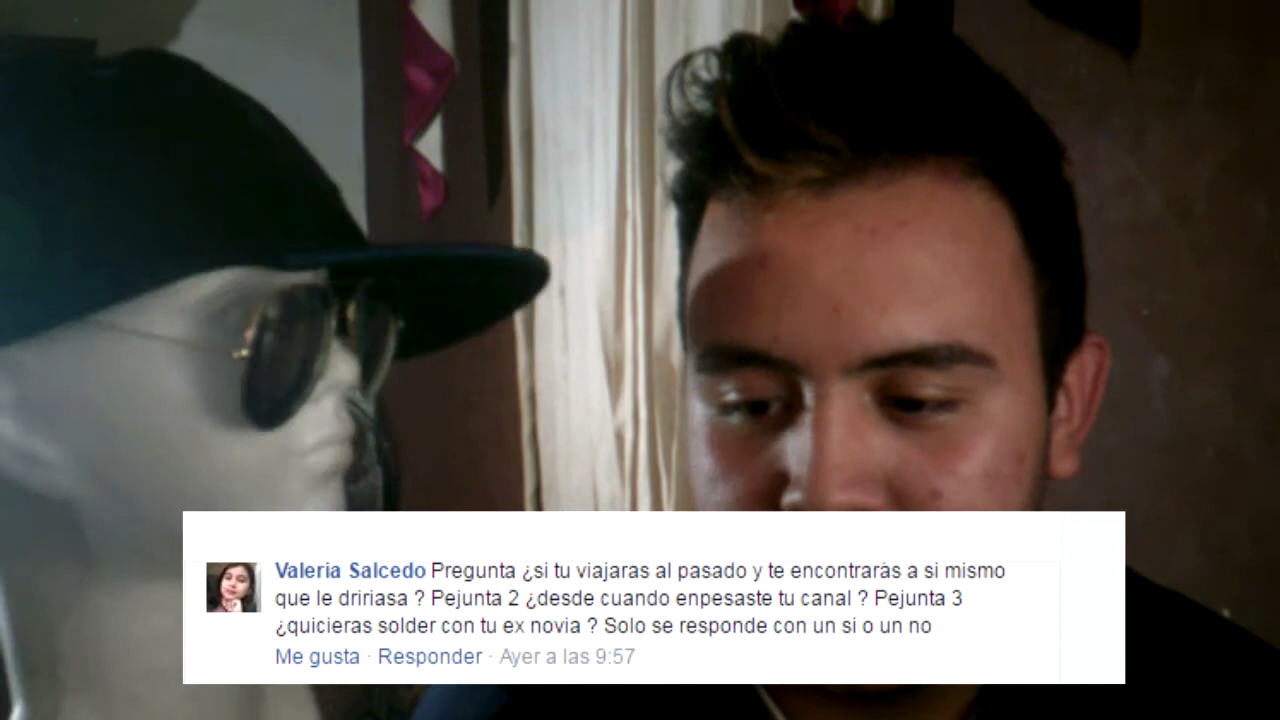 Valeria Salcedo Pregunta ¿si tu viajaras al pasado y te encontraras a si mismo
que le dririasa ? Pejunta 2 ¿desde cuando enpesaste tu canal ? Pejunta 3
¿quicieras solder con tu ex novia ? Solo se responde con un si o un no
Me gusta · Responder · Ayer a las 9:57